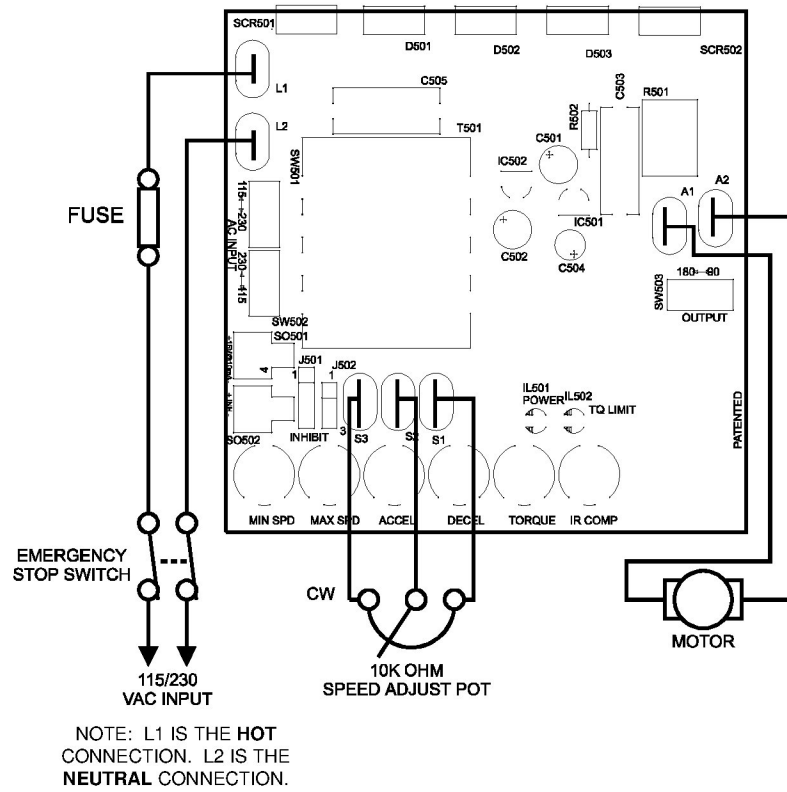 SCR501
D501
D502
D503
SCR502
L1
C505
C503
R501
R502
L2
T501
C501
SW501
IC502
115
230
AC INPUT
A1
A2
FUSE
IC501
C502
C504
230
115
180
90
SW503
OUTPUT
SW502
SO501
4
J501
J502
1
1
IL501
POWER
IL502
TQ LIMIT
PATENTED
+ INH -
SO502
INHIBIT
3
S3
S2
S1
MIN SPD
MAX SPD
ACCEL
DECEL
TORQUE
IR COMP
EMERGENCY
STOP SWITCH
CW
MOTOR
10K OHM
SPEED ADJUST POT
115/230
VAC INPUT
NOTE: L1 IS THE HOT
CONNECTION. L2 IS THE
NEUTRAL CONNECTION.